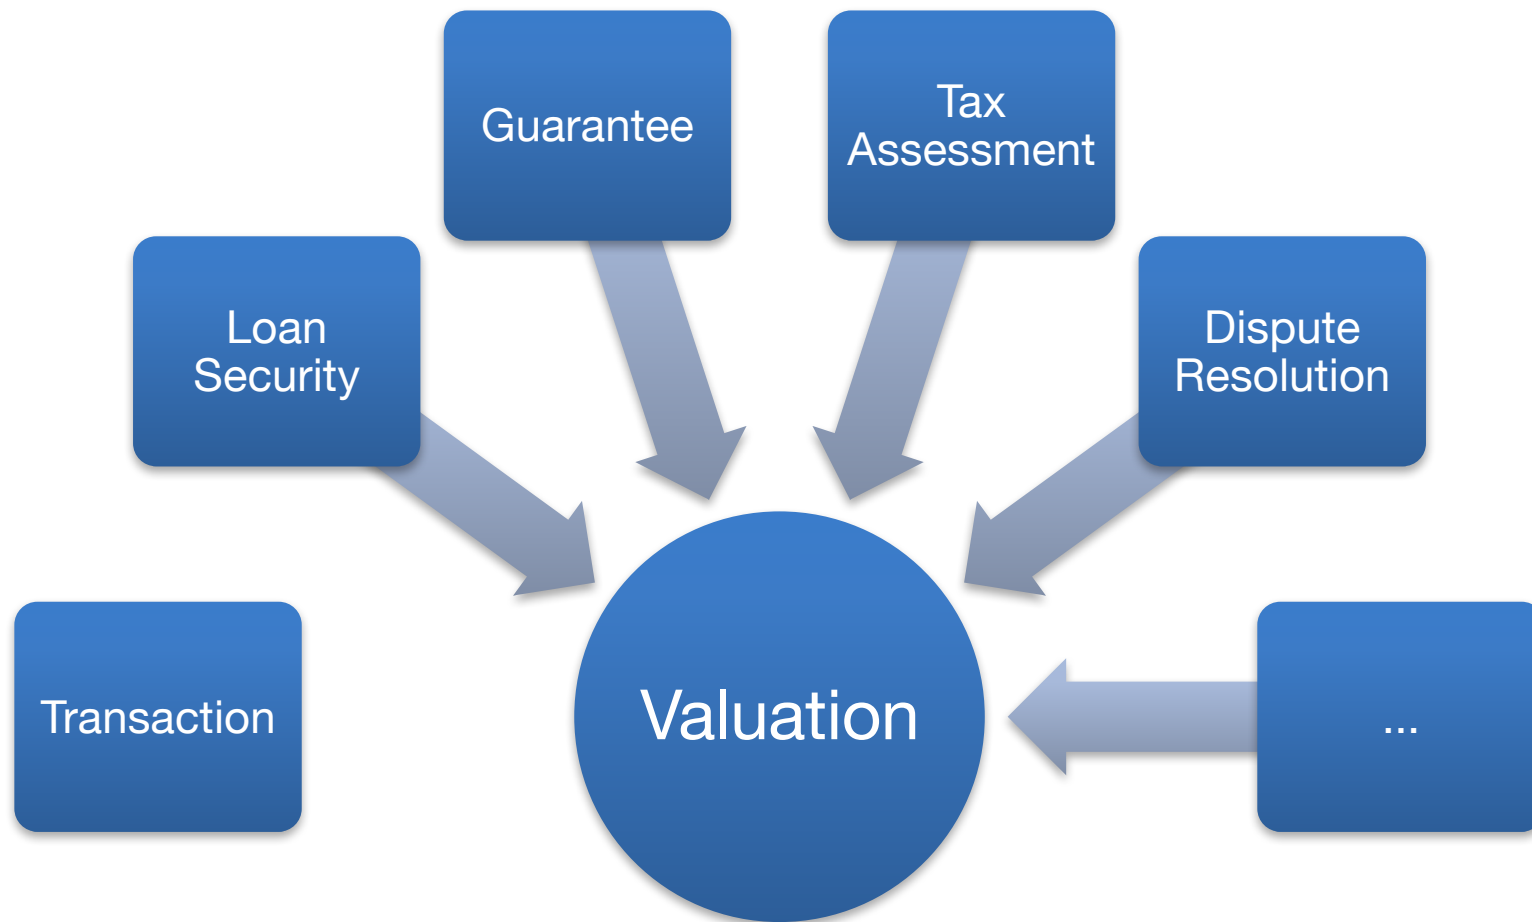 Guarantee
Tax
Assessment
Loan
Security
Dispute
Resolution
Transaction
Valuation
...